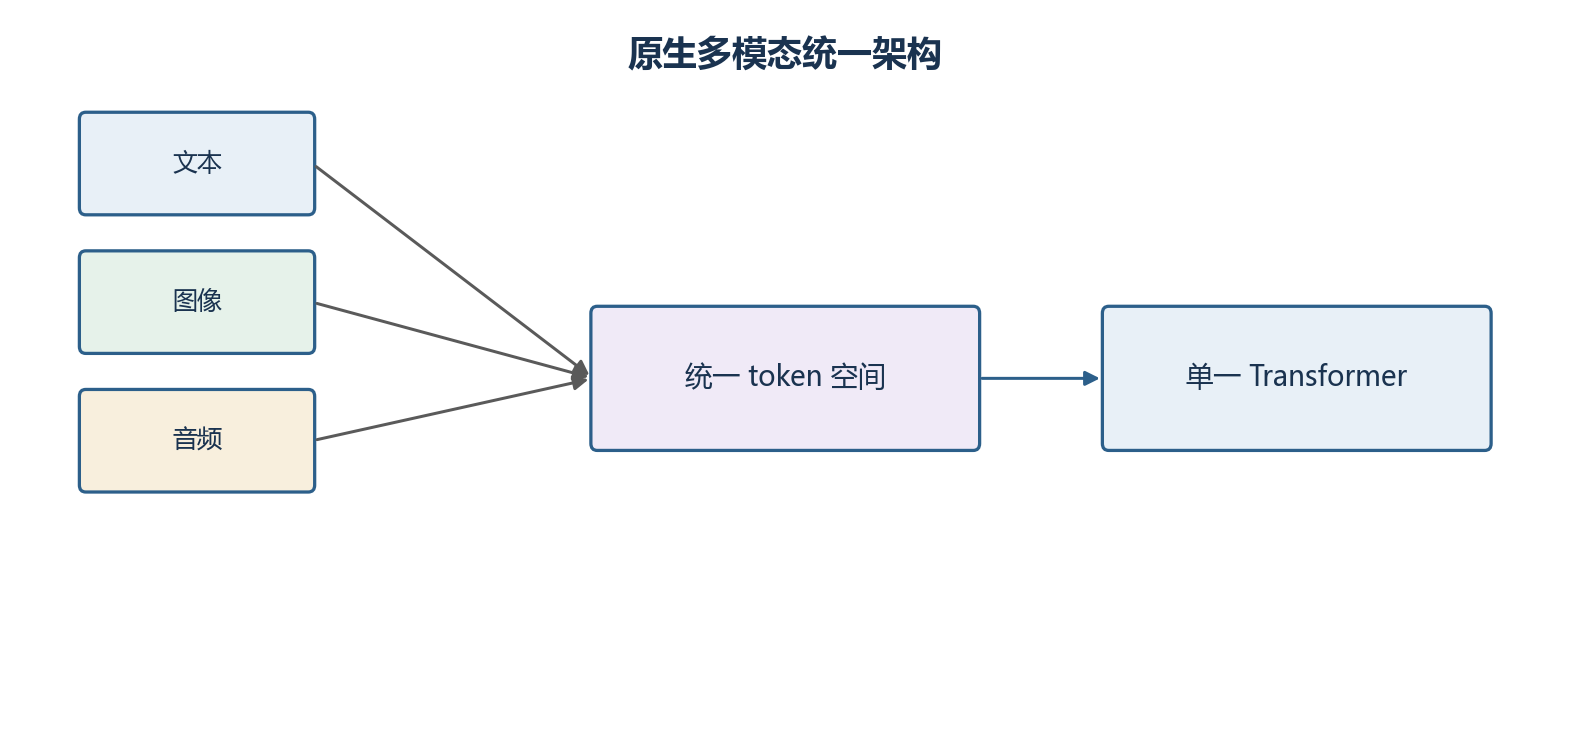 原生多模态统一架构
文本
图像
音频
统一 token 空间
单一 Transformer